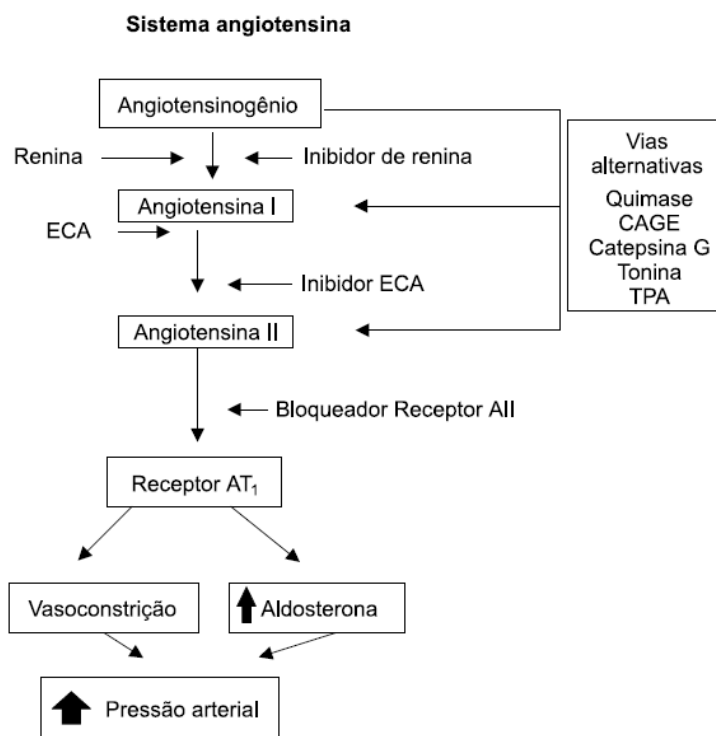 Sistema angiotensina
Angiotensinogênio
Renina
Inibidor de renina
Vias
alternativas
Quimase
CAGE
Catepsina G
Tonina
TPA
Angiotensina I
ECA
Inibidor ECA
Angiotensina II
Bloqueador Receptor AII
Receptor AT₁
Vasoconstrição
Aldosterona
Pressão arterial